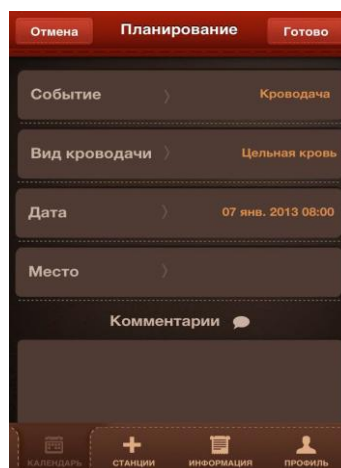 Отмена Планирование Готово
Событие Кроводача
Вид кроводачи Цельная кровь
Дата 07 янв. 2013 08:00
Место
Комментарии
КАЛЕНДАРЬ СТАНЦИИ ИНФОРМАЦИЯ ПРОФИЛЬ